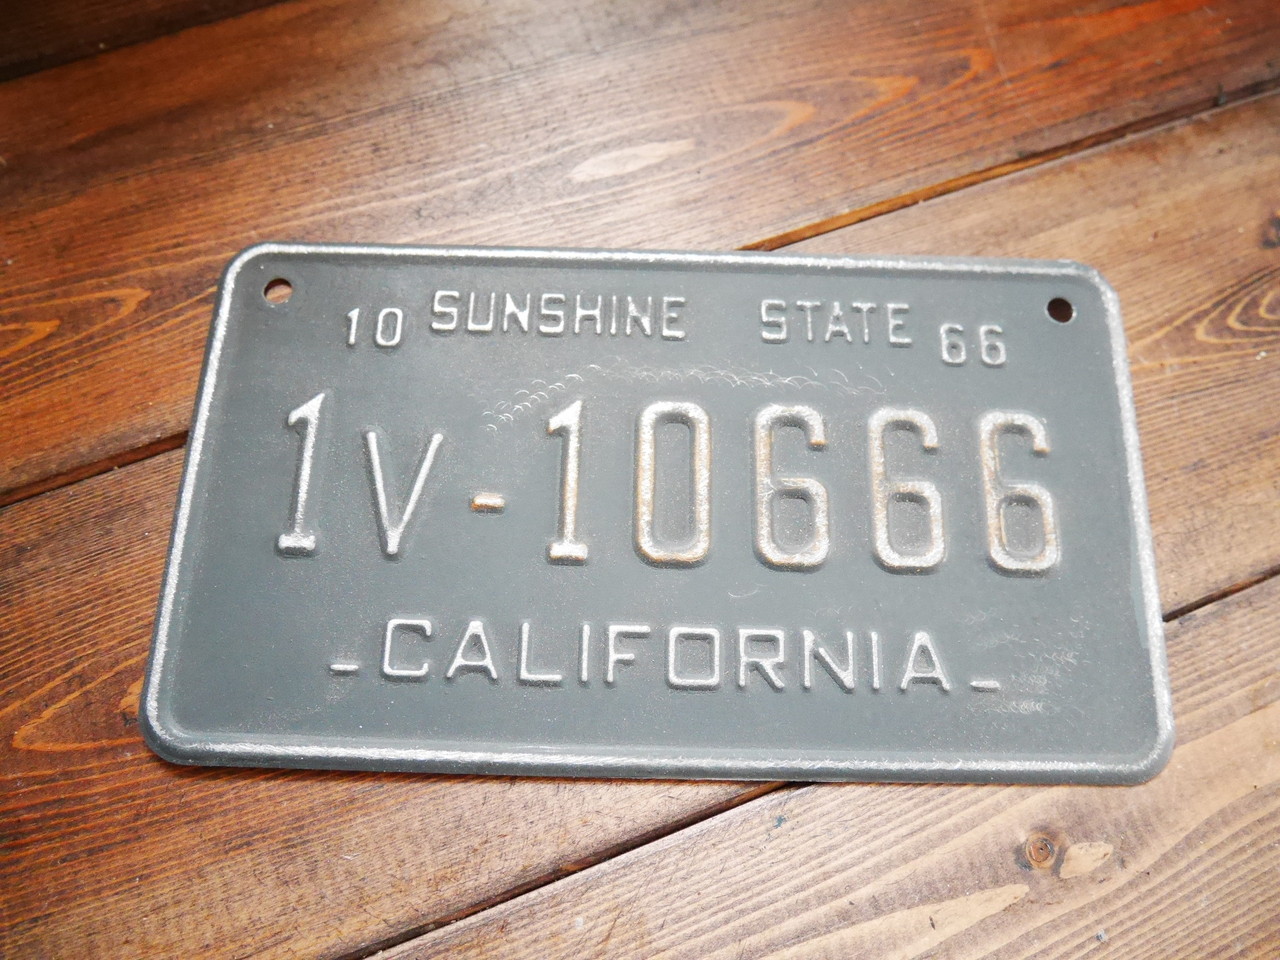 10 SUNSHINE STATE 66
1V-10666
-CALIFORNIA-